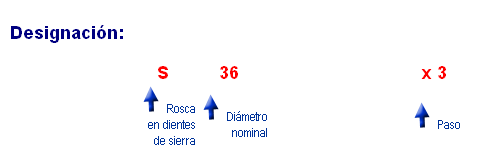 Designación:
S 36 x 3
Rosca
en dientes
de sierra
Diámetro
nominal
Paso